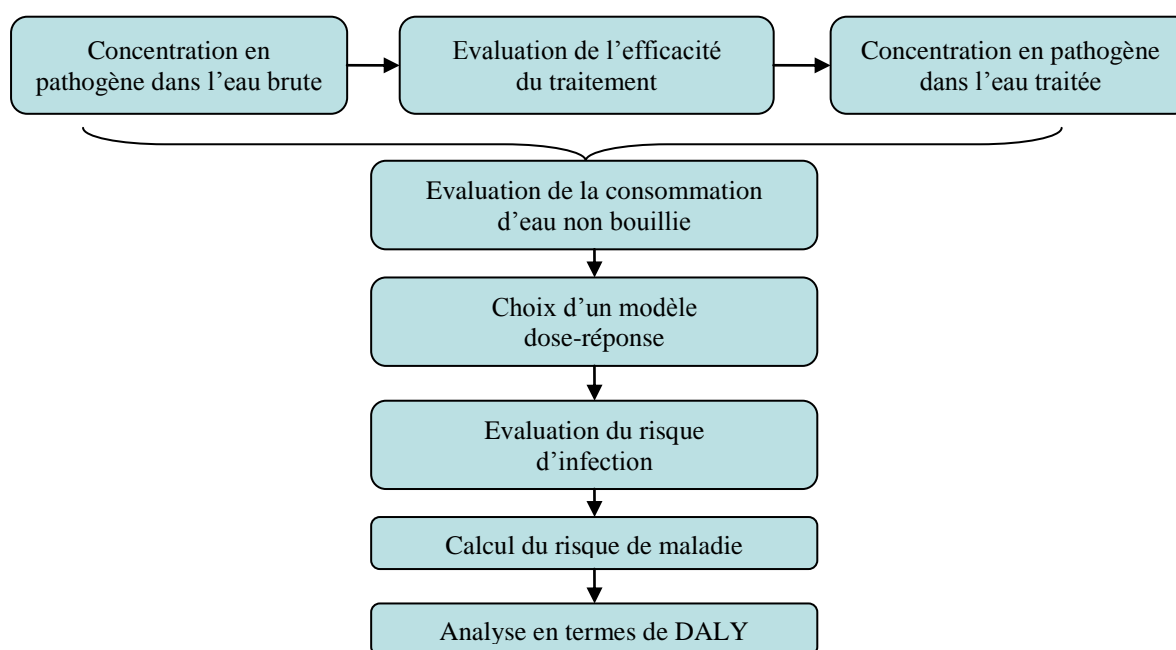 Concentration en
pathogène dans l’eau brute
Evaluation de l’efficacité
du traitement
Concentration en pathogène
dans l’eau traitée
Evaluation de la consommation
d’eau non bouillie
Choix d’un modèle
dose-réponse
Evaluation du risque
d’infection
Calcul du risque de maladie
Analyse en termes de DALY